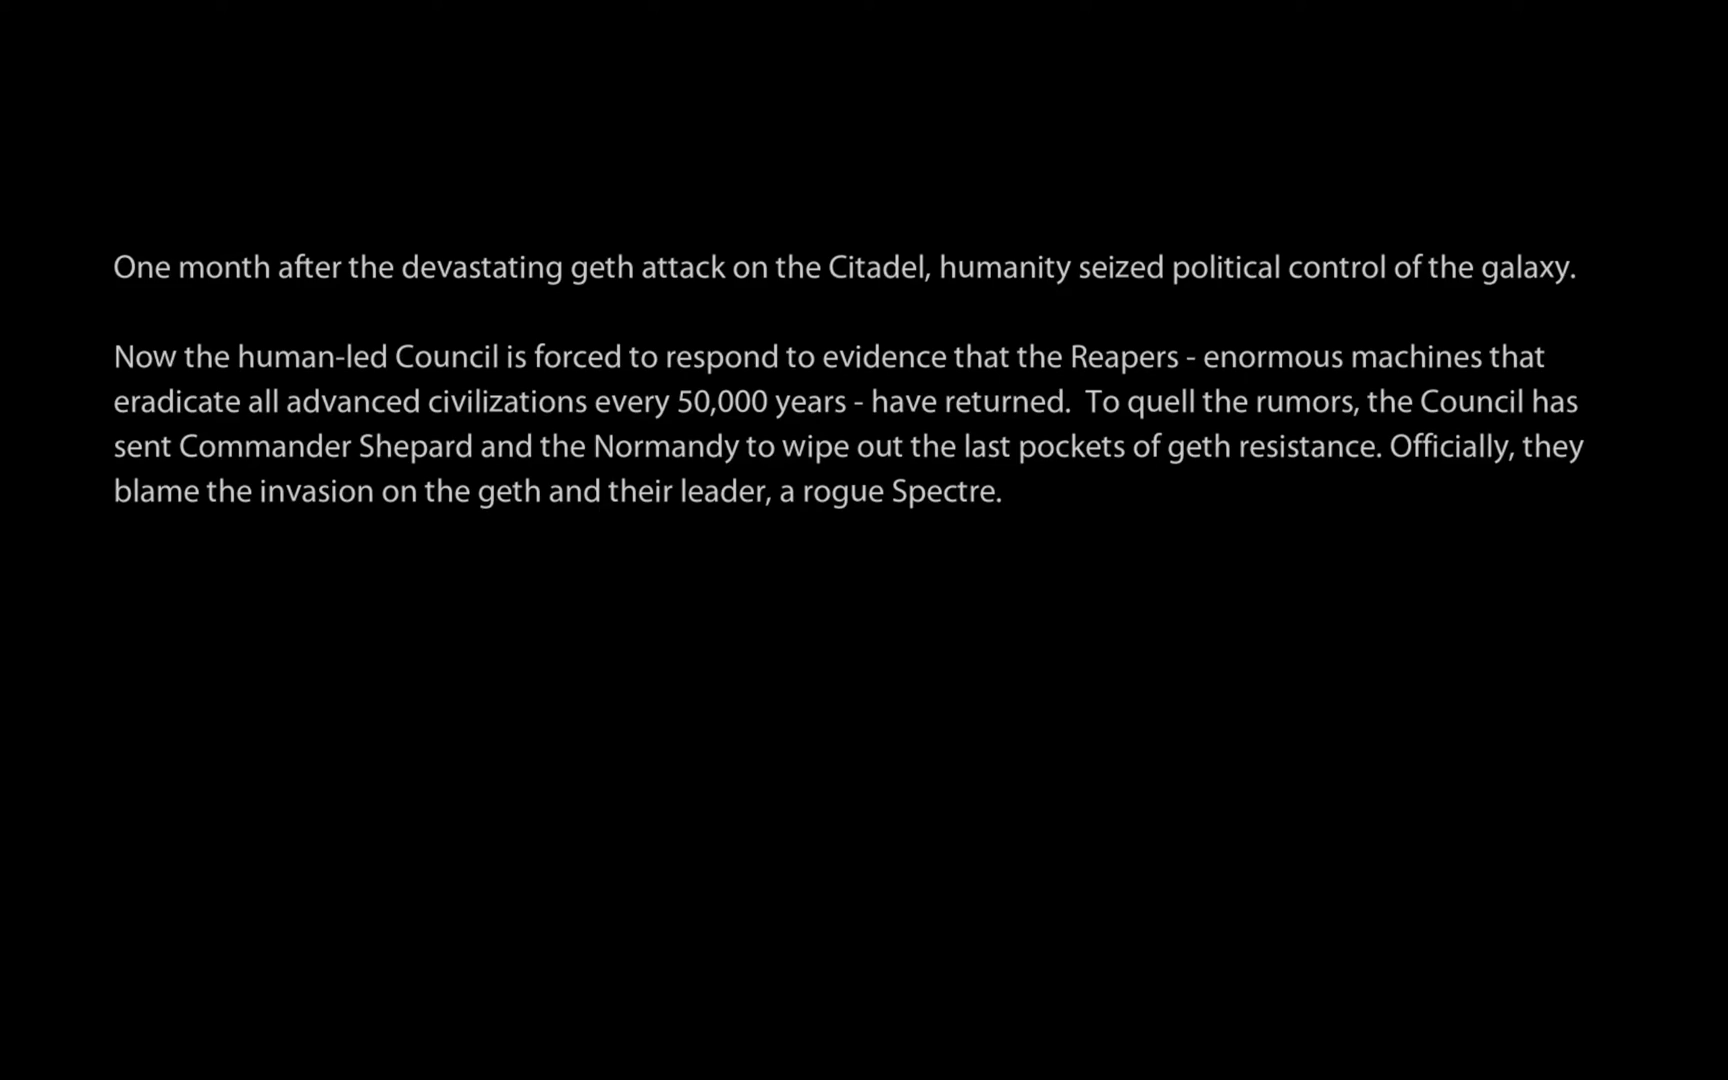 One month after the devastating geth attack on the Citadel, humanity seized political control of the galaxy.
Now the human-led Council is forced to respond to evidence that the Reapers - enormous machines that
eradicate all advanced civilizations every 50,000 years - have returned.  To quell the rumors, the Council has
sent Commander Shepard and the Normandy to wipe out the last pockets of geth resistance. Officially, they
blame the invasion on the geth and their leader, a rogue Spectre.